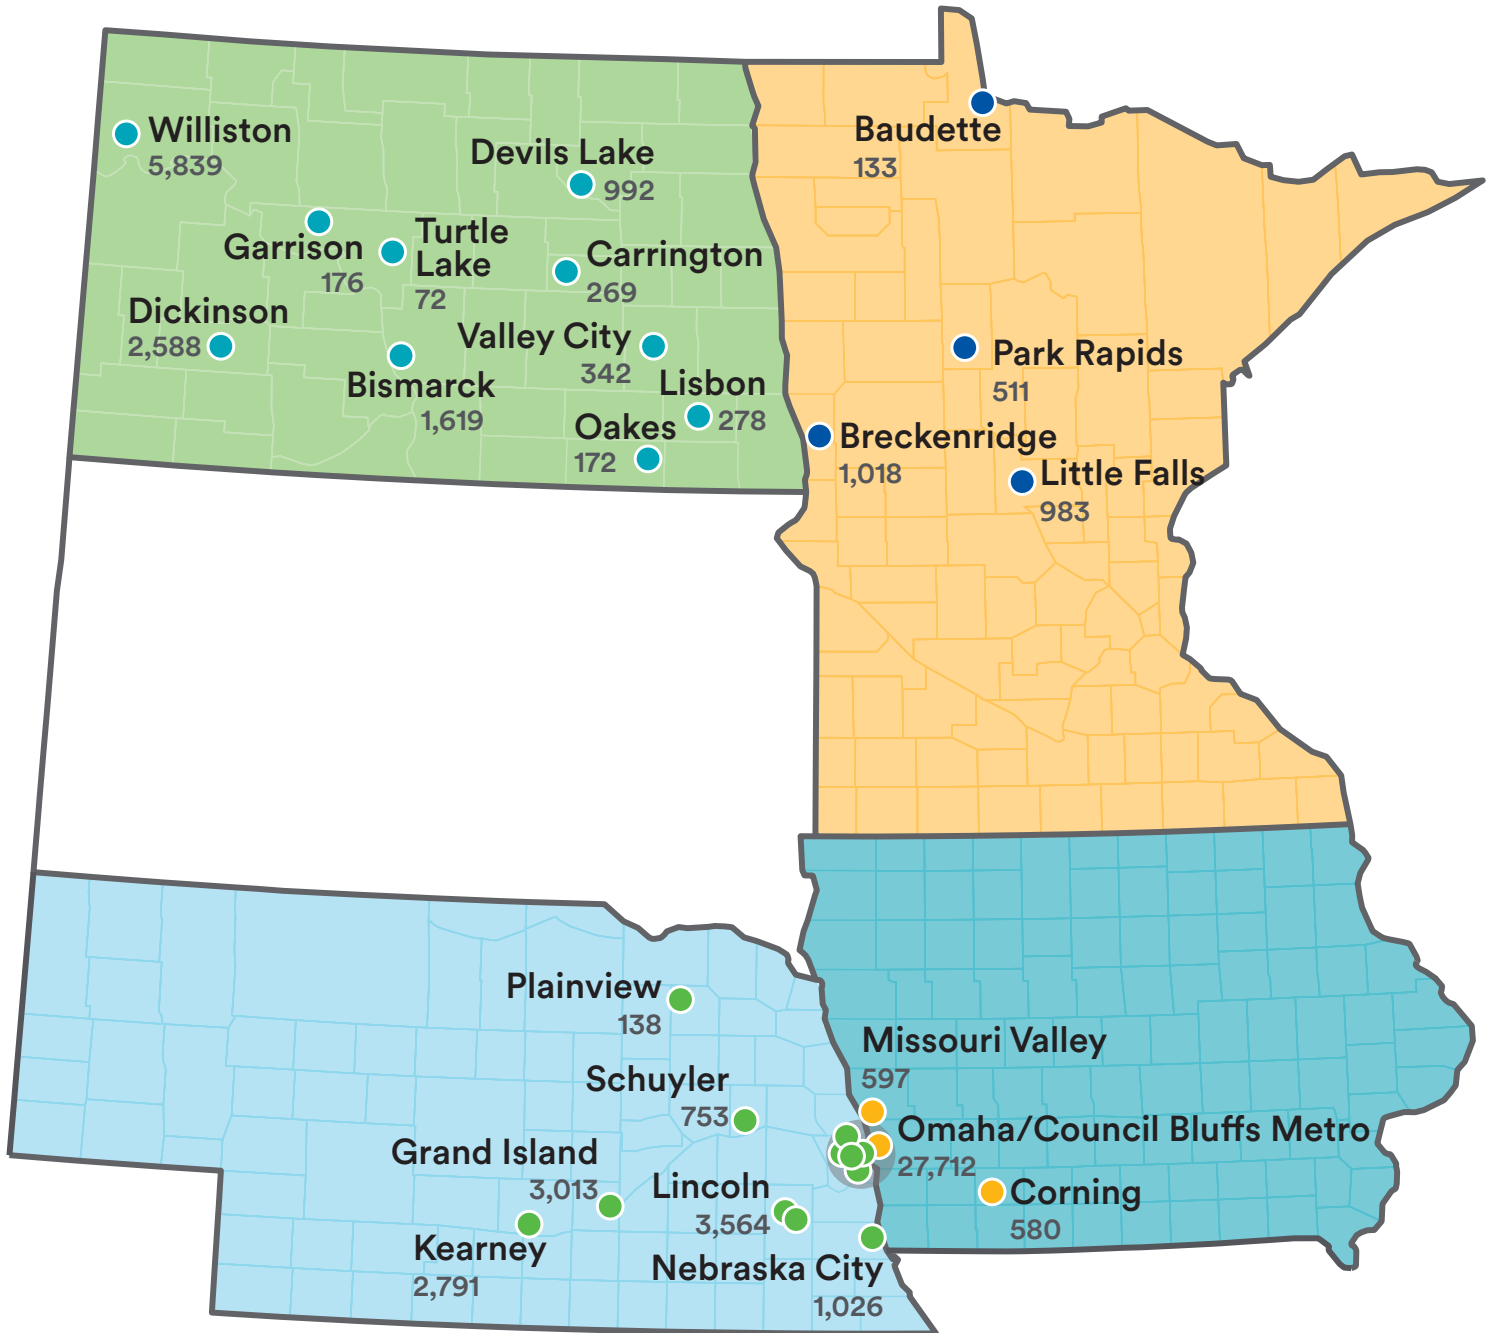 Williston
5,839
Devils Lake
992
Garrison
176
Turtle
Lake
72
Carrington
269
Dickinson
2,588
Bismarck
1,619
Valley City
342
Lisbon
278
Oakes
172
Baudette
133
Park Rapids
511
Breckenridge
1,018
Little Falls
983
Plainview
138
Schuyler
753
Grand Island
3,013
Kearney
2,791
Lincoln
3,564
Nebraska City
1,026
Missouri Valley
597
Omaha/Council Bluffs Metro
27,712
Corning
580